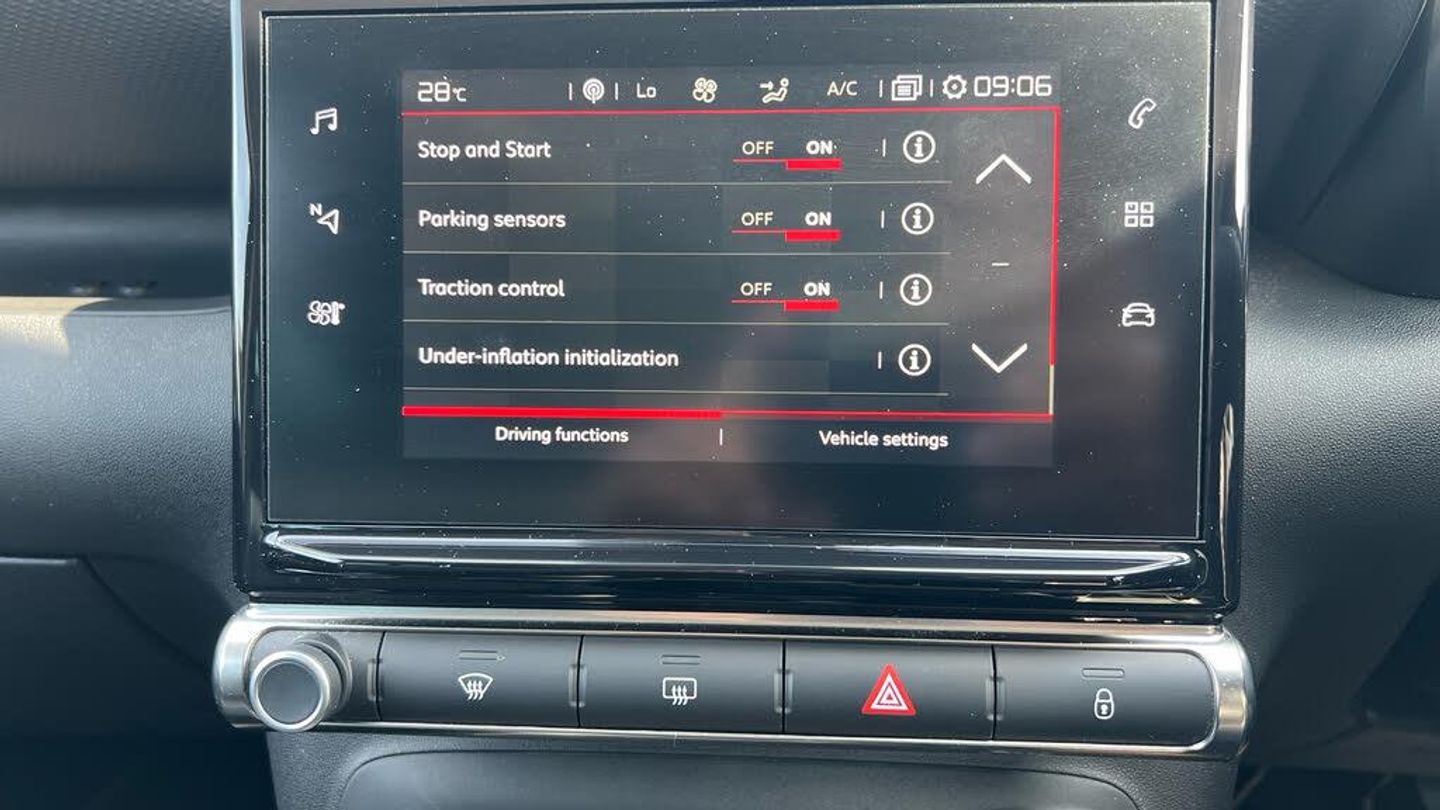 28°C Lo A/C 09:06
Stop and Start OFF ON
Parking sensors OFF ON
N
Traction control OFF ON
Under-inflation initialization
Driving functions | Vehicle settings